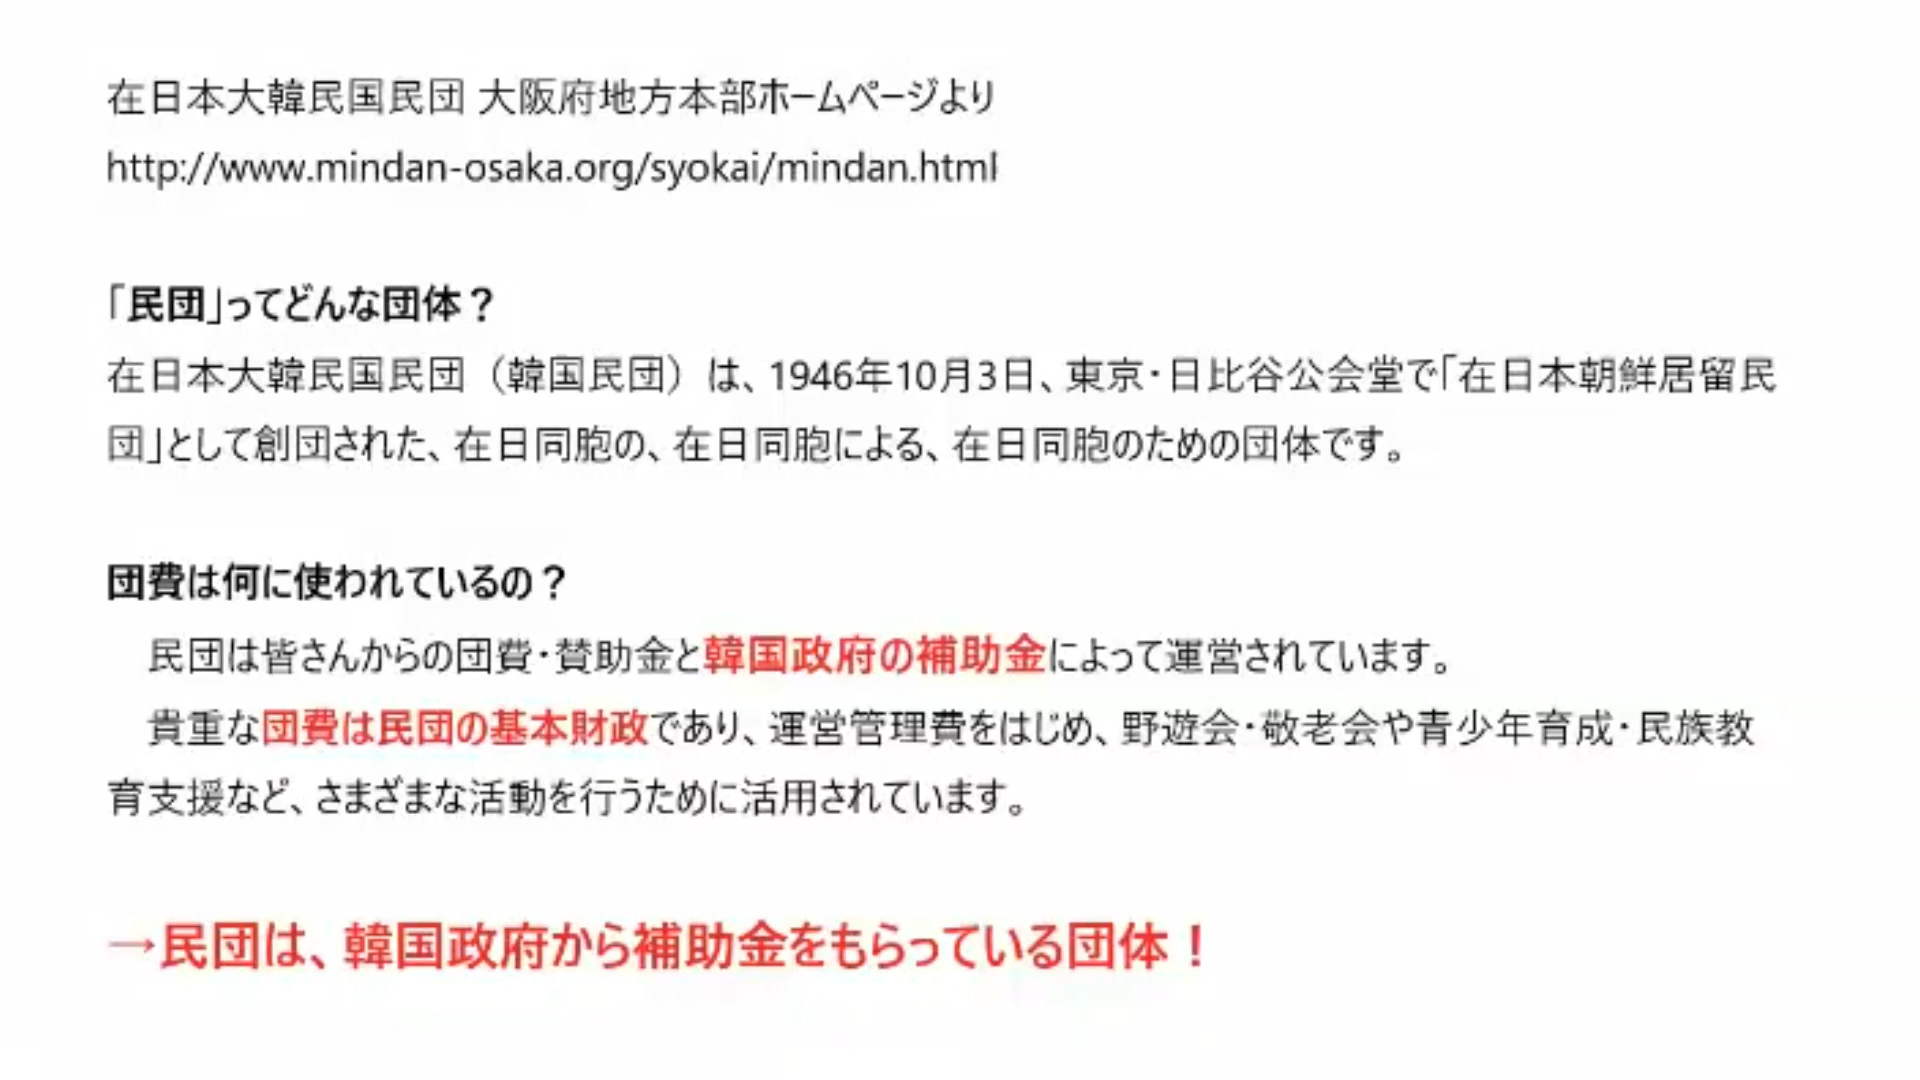 在日本大韓民国民団 大阪府地方本部ホームページより
http://www.mindan-osaka.org/syokai/mindan.html
「民団」ってどんな団体？
在日本大韓民国民団（韓国民団）は、1946年10月3日、東京・日比谷公会堂で「在日本朝鮮居留民
団」として創団された、在日同胞の、在日同胞による、在日同胞のための団体です。
団費は何に使われているの？
　民団は皆さんからの団費・賛助金と韓国政府の補助金によって運営されています。
　貴重な団費は民団の基本財政であり、運営管理費をはじめ、野遊会・敬老会や青少年育成・民族教
育支援など、さまざまな活動を行うために活用されています。
→民団は、韓国政府から補助金をもらっている団体！